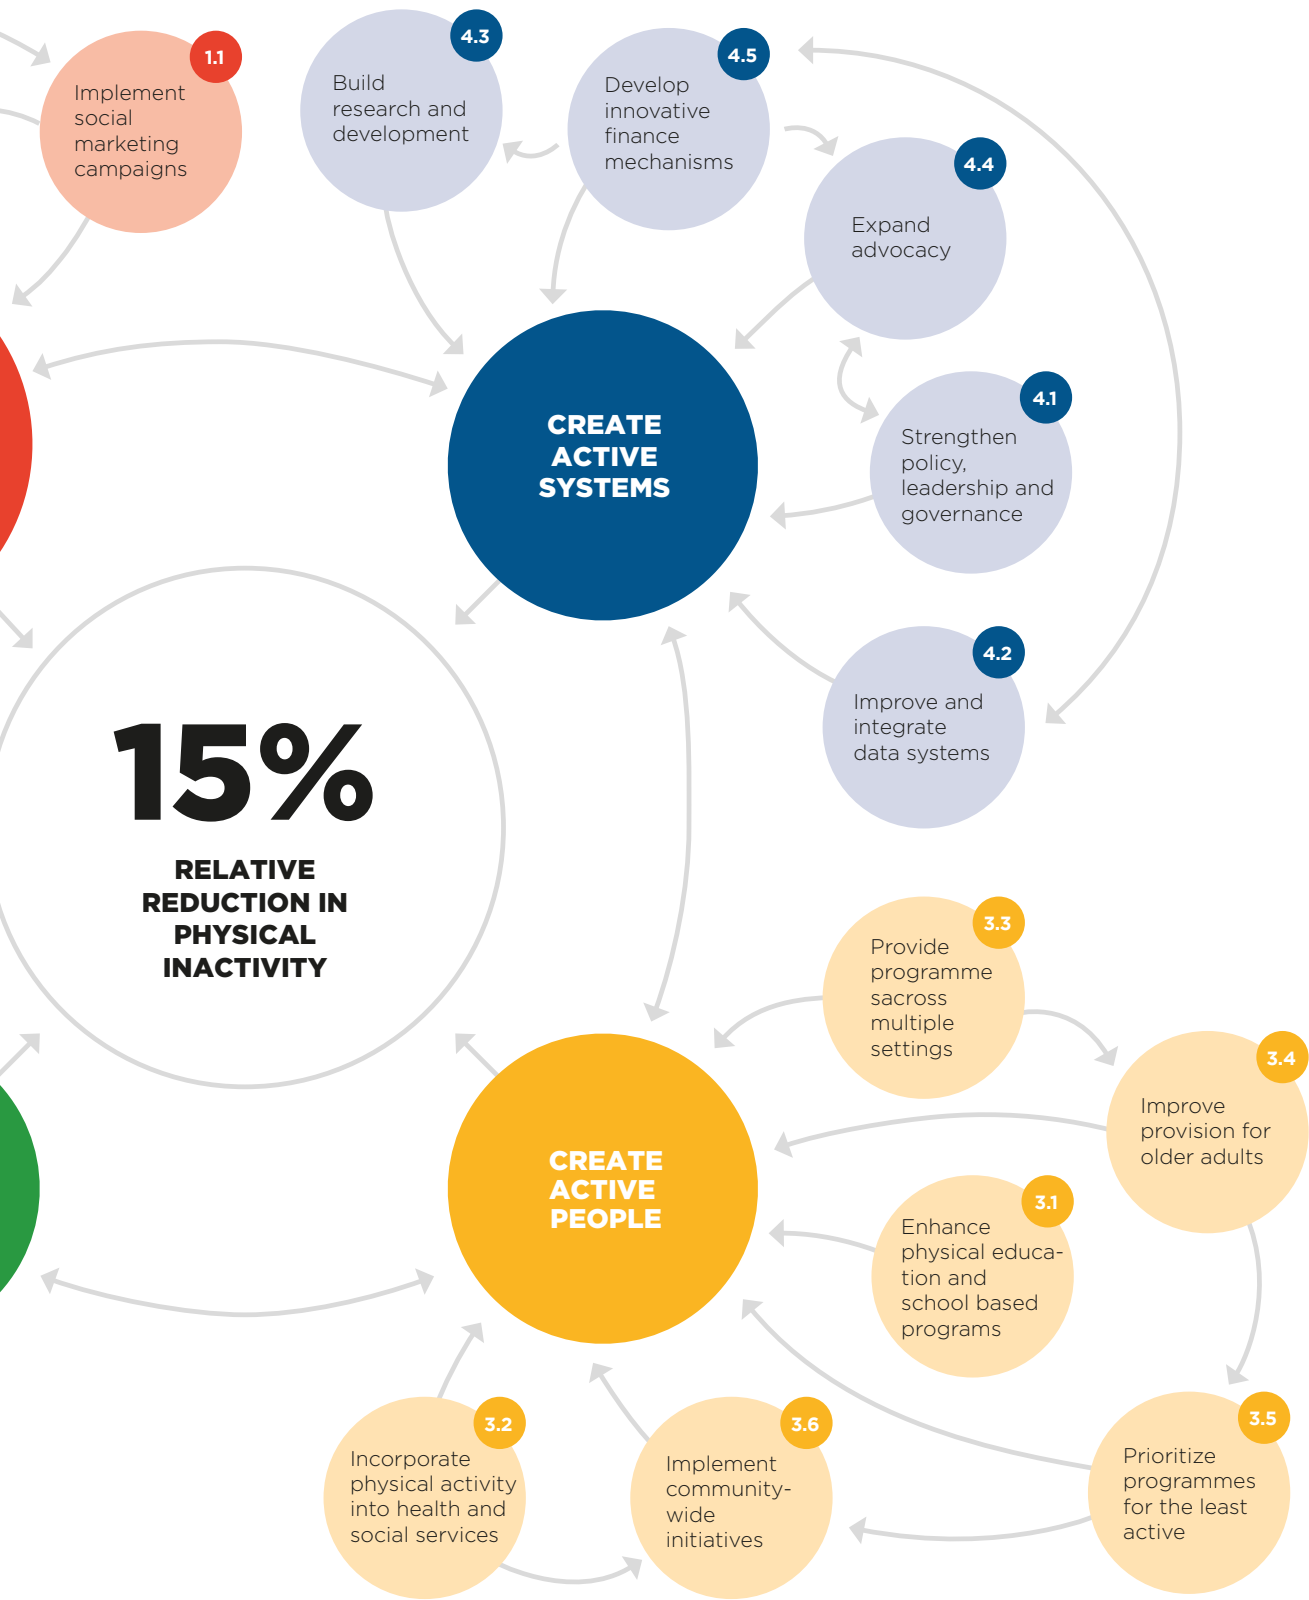 1.1
Implement
social
marketing
campaigns
4.3
Build
research and
development
4.5
Develop
innovative
finance
mechanisms
4.4
Expand
advocacy
4.1
Strengthen
policy,
leadership and
governance
CREATE
ACTIVE
SYSTEMS
4.2
Improve and
integrate
data systems
15%
RELATIVE
REDUCTION IN
PHYSICAL
INACTIVITY
3.3
Provide
programme
sacross
multiple
settings
3.4
Improve
provision for
older adults
CREATE
ACTIVE
PEOPLE
3.1
Enhance
physical educa-
tion and
school based
programs
3.2
Incorporate
physical activity
into health and
social services
3.6
Implement
community-
wide
initiatives
3.5
Prioritize
programmes
for the least
active